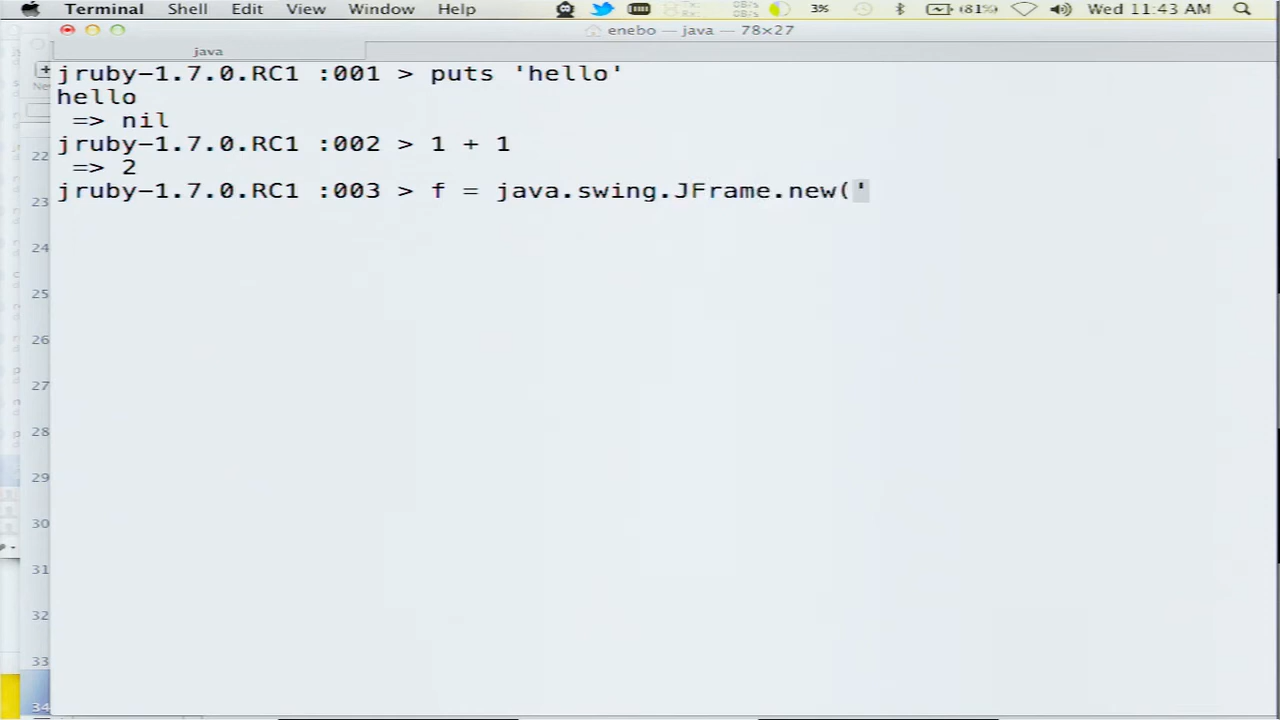 Terminal Shell Edit View Window Help 3% (81%) Wed 11:43 AM
enebo — java — 78×27
java
jruby-1.7.0.RC1 :001 > puts 'hello'
hello
=> nil
jruby-1.7.0.RC1 :002 > 1 + 1
=> 2
jruby-1.7.0.RC1 :003 > f = java.swing.JFrame.new('
22
23
24
25
26
27
28
29
30
31
32
33
34